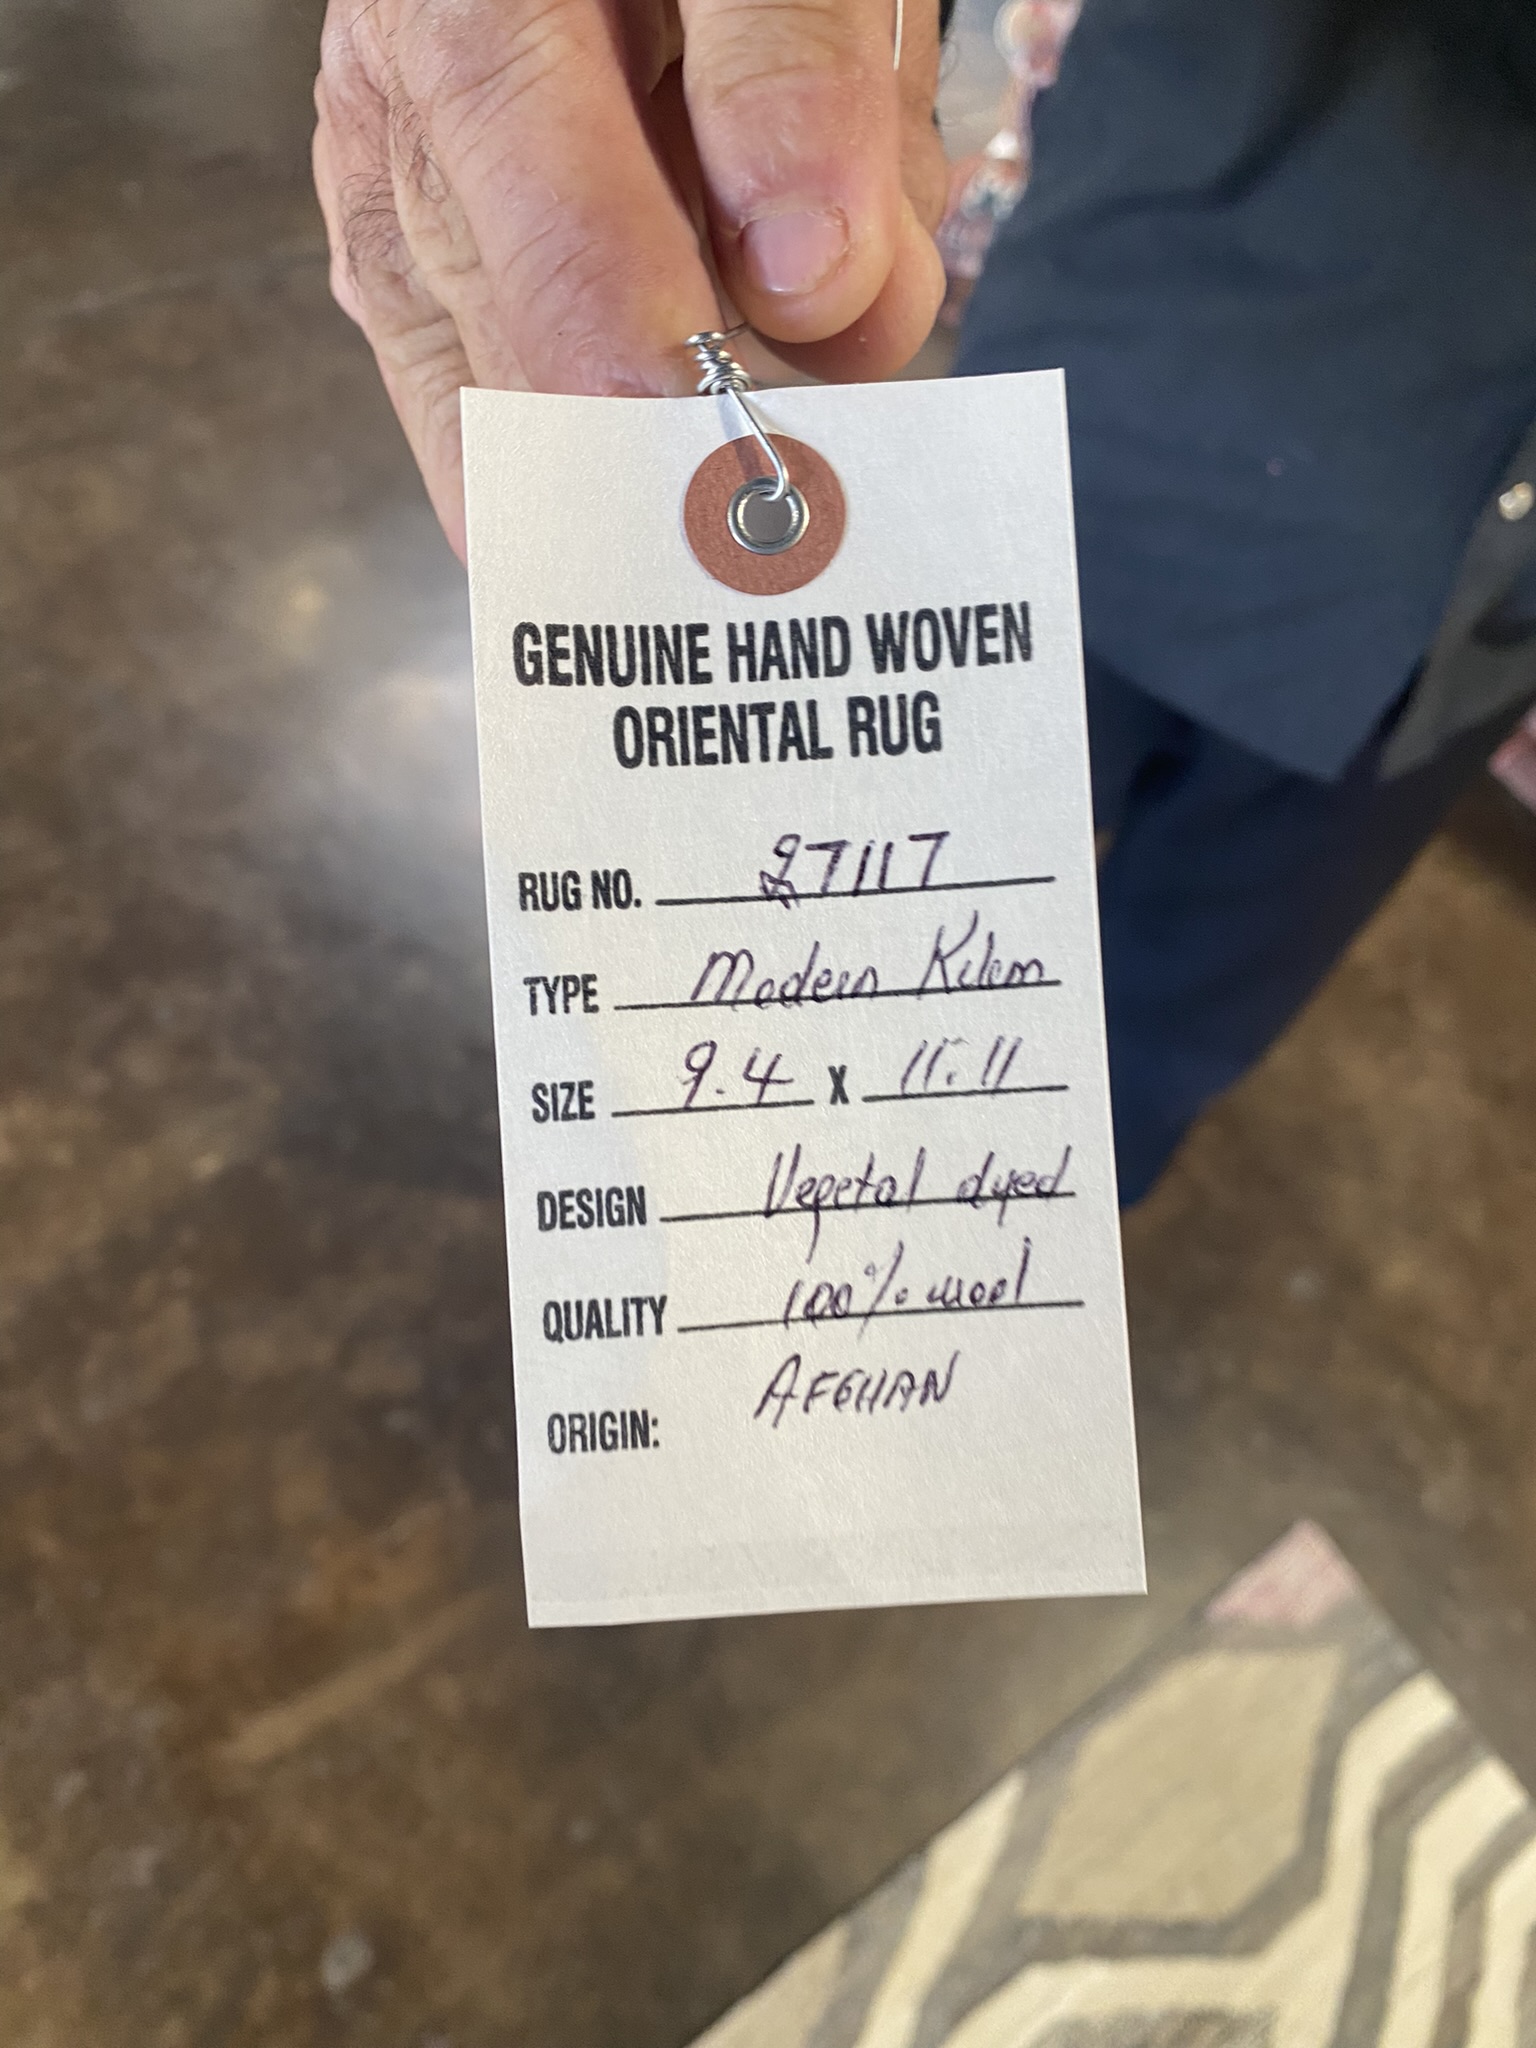 GENUINE HAND WOVEN
ORIENTAL RUG
RUG NO. 27117
TYPE Modern Kilem
SIZE 9.4 X 11.11
DESIGN Vegetal dyed
QUALITY 100% wool
ORIGIN: AFGHAN